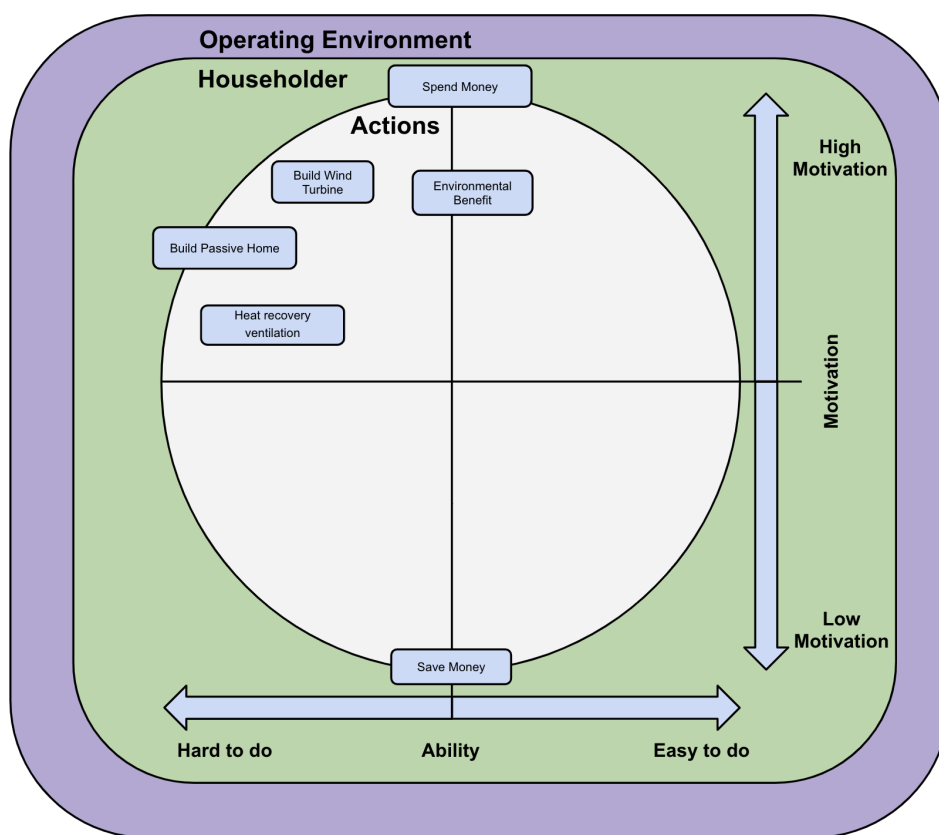 Operating Environment
Householder
Spend Money
Actions
High
Motivation
Build Wind
Turbine
Environmental
Benefit
Build Passive Home
Heat recovery
ventilation
Motivation
Low
Motivation
Save Money
Hard to do
Ability
Easy to do